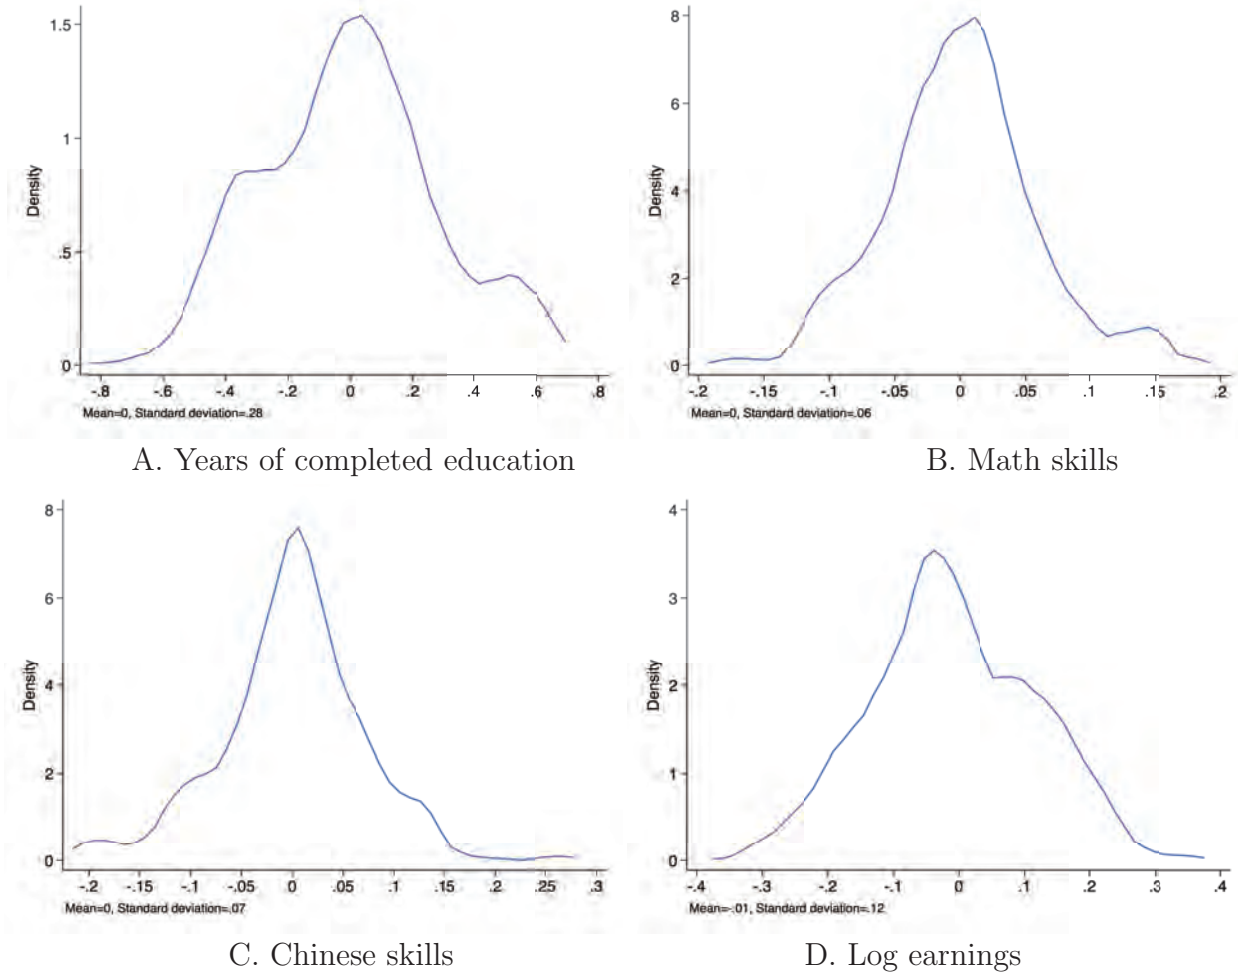 1.5
1
.5
0
Density
-.8 -.6 -.4 -.2 0 .2 .4 .6 .8
Mean=0, Standard deviation=.28
A. Years of completed education
8
6
4
2
0
Density
-.2 -.15 -.1 -.05 0 .05 .1 .15 .2
Mean=0, Standard deviation=.06
B. Math skills
8
6
4
2
0
Density
-.2 -.15 -.1 -.05 0 .05 .1 .15 .2 .25 .3
Mean=0, Standard deviation=.07
C. Chinese skills
4
3
2
1
0
Density
-.4 -.3 -.2 -.1 0 .1 .2 .3 .4
Mean=-.01, Standard deviation=.12
D. Log earnings